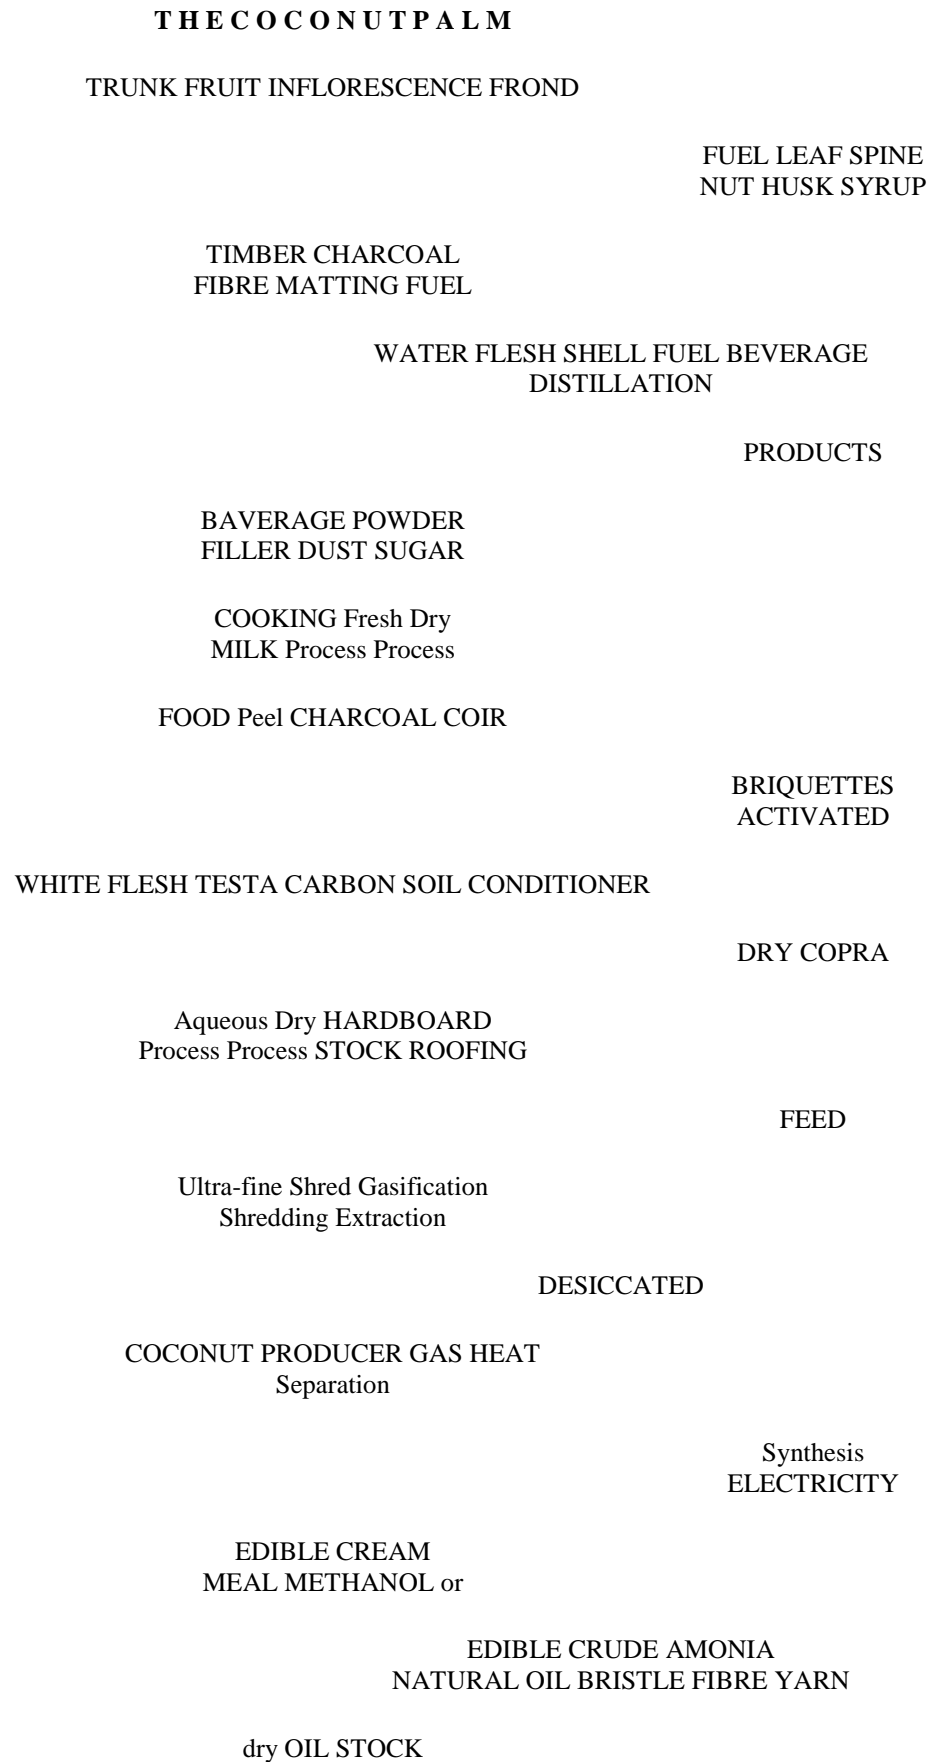 T H E C O C O N U T P A L M
TRUNK FRUIT INFLORESCENCE FROND
FUEL LEAF SPINE
NUT HUSK SYRUP
TIMBER CHARCOAL
FIBRE MATTING FUEL
WATER FLESH SHELL FUEL BEVERAGE
DISTILLATION
PRODUCTS
BAVERAGE POWDER
FILLER DUST SUGAR
COOKING Fresh Dry
MILK Process Process
FOOD Peel CHARCOAL COIR
BRIQUETTES
ACTIVATED
WHITE FLESH TESTA CARBON SOIL CONDITIONER
DRY COPRA
Aqueous Dry HARDBOARD
Process Process STOCK ROOFING
FEED
Ultra-fine Shred Gasification
Shredding Extraction
DESICCATED
COCONUT PRODUCER GAS HEAT
Separation
Synthesis
ELECTRICITY
EDIBLE CREAM
MEAL METHANOL or
EDIBLE CRUDE AMONIA
NATURAL OIL BRISTLE FIBRE YARN
dry OIL STOCK